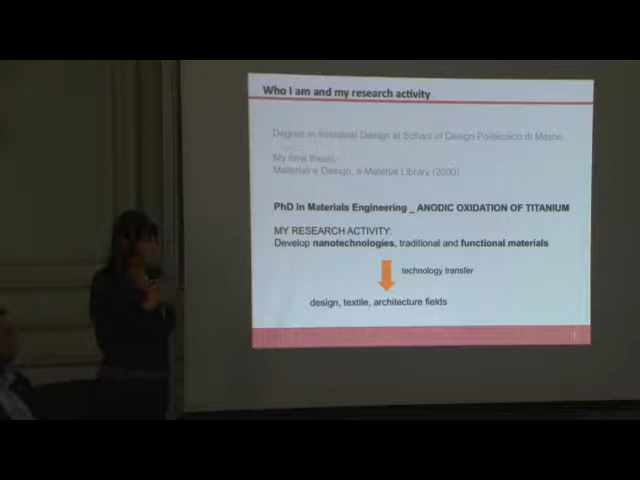 Who I am and my research activity
Degree in Industrial Design at School of Design Politecnico di Milano
My final thesis:
Materiali e Design, a Material Library (2000)
PhD in Materials Engineering _ ANODIC OXIDATION OF TITANIUM
MY RESEARCH ACTIVITY:
Develop nanotechnologies, traditional and functional materials
technology transfer
design, textile, architecture fields